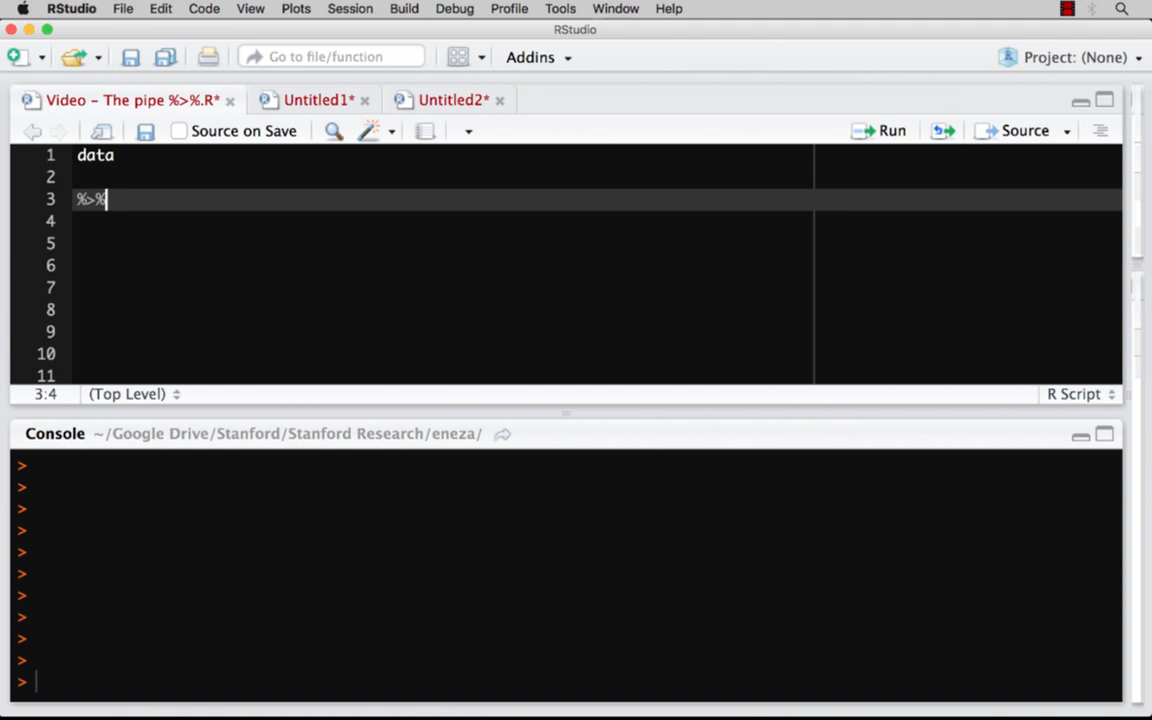 RStudio File Edit Code View Plots Session Build Debug Profile Tools Window Help
RStudio
Go to file/function Addins Project: (None)
Video - The pipe %>%.R* Untitled1* Untitled2*
Source on Save Run Source
1 data
2
3 %>%
4
5
6
7
8
9
10
11
3:4 (Top Level) R Script
Console ~/Google Drive/Stanford/Stanford Research/eneza/
>
>
>
>
>
>
>
>
>
>
>